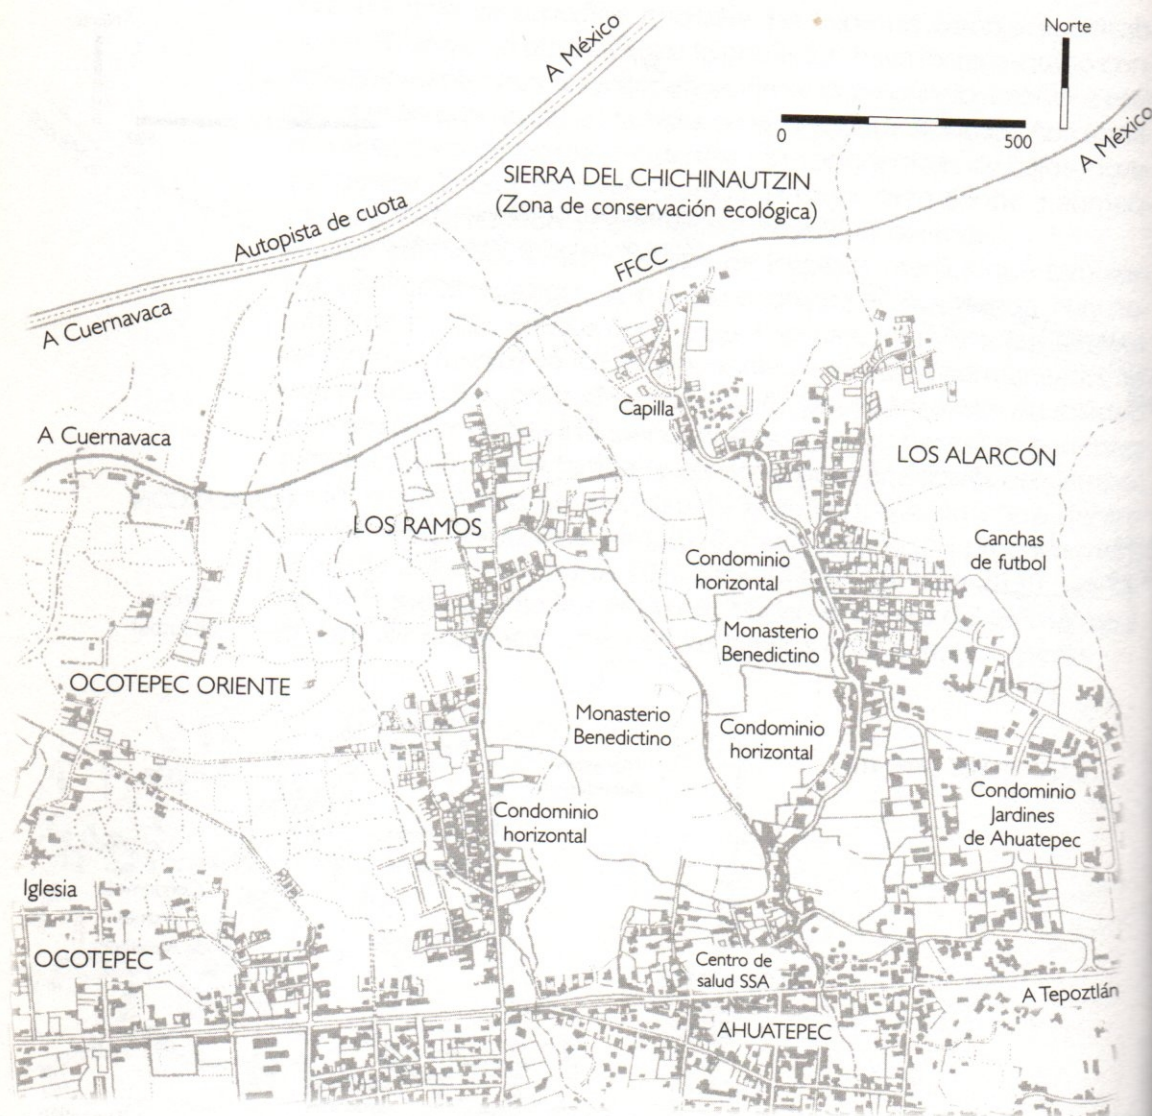 Norte
A México
0
500
A México
SIERRA DEL CHICHINAUTZIN
(Zona de conservación ecológica)
Autopista de cuota
FFCC
A Cuernavaca
Capilla
A Cuernavaca
LOS ALARCÓN
LOS RAMOS
Canchas
de futbol
Condominio
horizontal
Monasterio
Benedictino
OCOTEPEC ORIENTE
Monasterio
Benedictino
Condominio
horizontal
Condominio
Jardines
de Ahuatepec
Condominio
horizontal
Iglesia
OCOTEPEC
Centro de
salud SSA
A Tepoztlán
AHUATEPEC